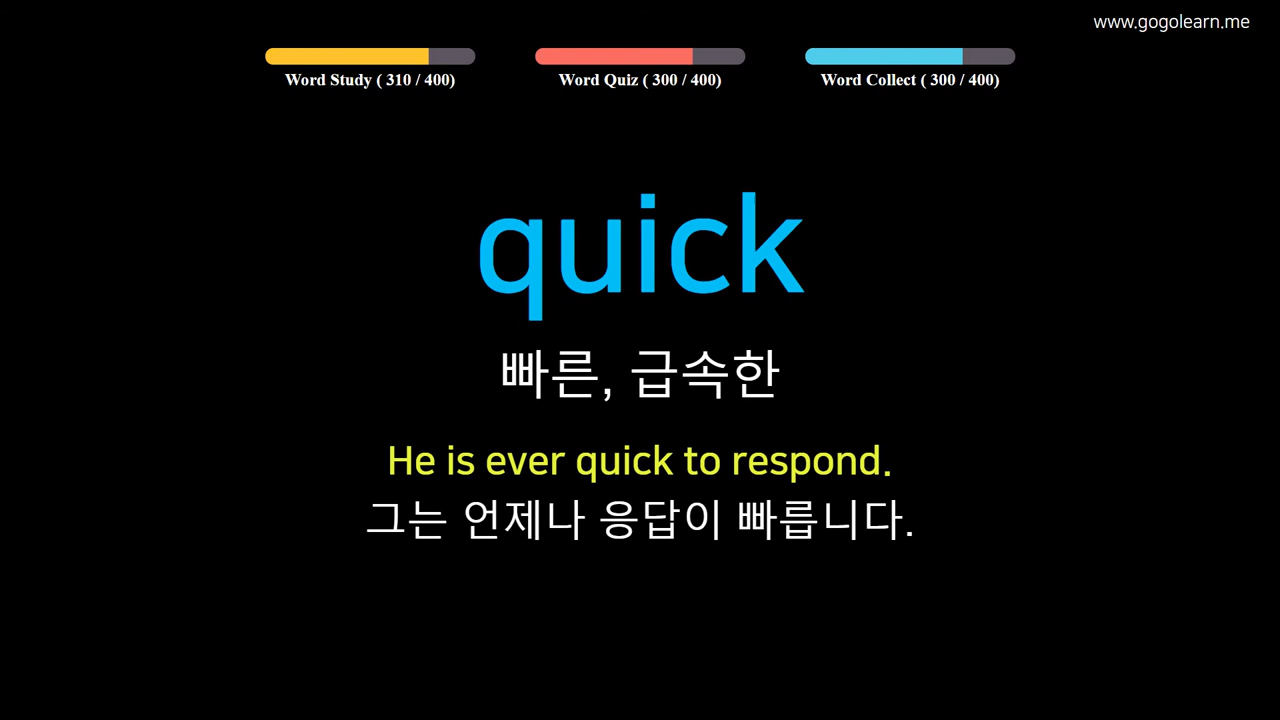 www.gogolearn.me
Word Study ( 310 / 400)
Word Quiz ( 300 / 400)
Word Collect ( 300 / 400)
quick
빠른, 급속한
He is ever quick to respond.
그는 언제나 응답이 빠릅니다.